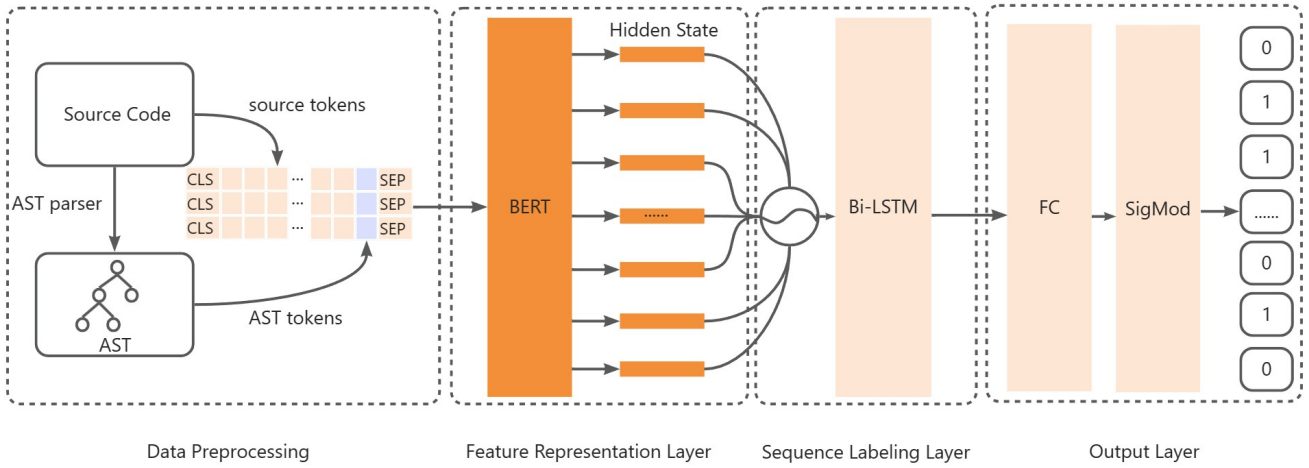 Source Code
source tokens
AST parser
CLS ... SEP
CLS ... SEP
CLS ... SEP
AST tokens
AST
Data Preprocessing
BERT
Hidden State
......
Feature Representation Layer
Bi-LSTM
Sequence Labeling Layer
FC
SigMod
0
1
1
......
0
1
0
Output Layer